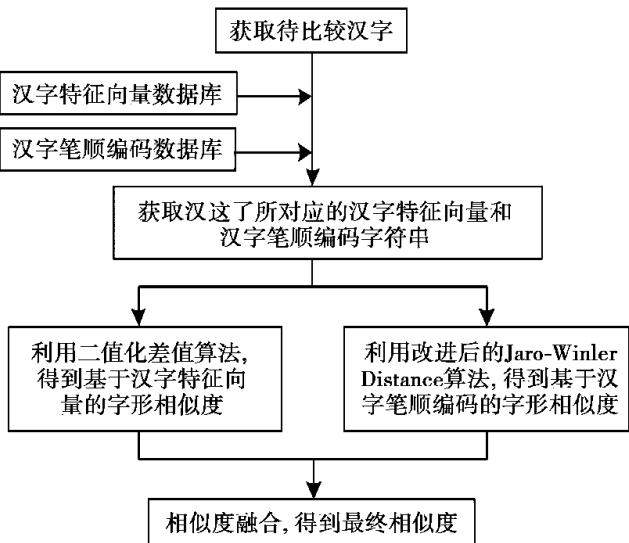 获取待比较汉字
汉字特征向量数据库
汉字笔顺编码数据库
获取汉这了所对应的汉字特征向量和
汉字笔顺编码字符串
利用二值化差值算法,
得到基于汉字特征向
量的字形相似度
利用改进后的Jaro-Winler
Distance算法,得到基于汉
字笔顺编码的字形相似度
相似度融合,得到最终相似度